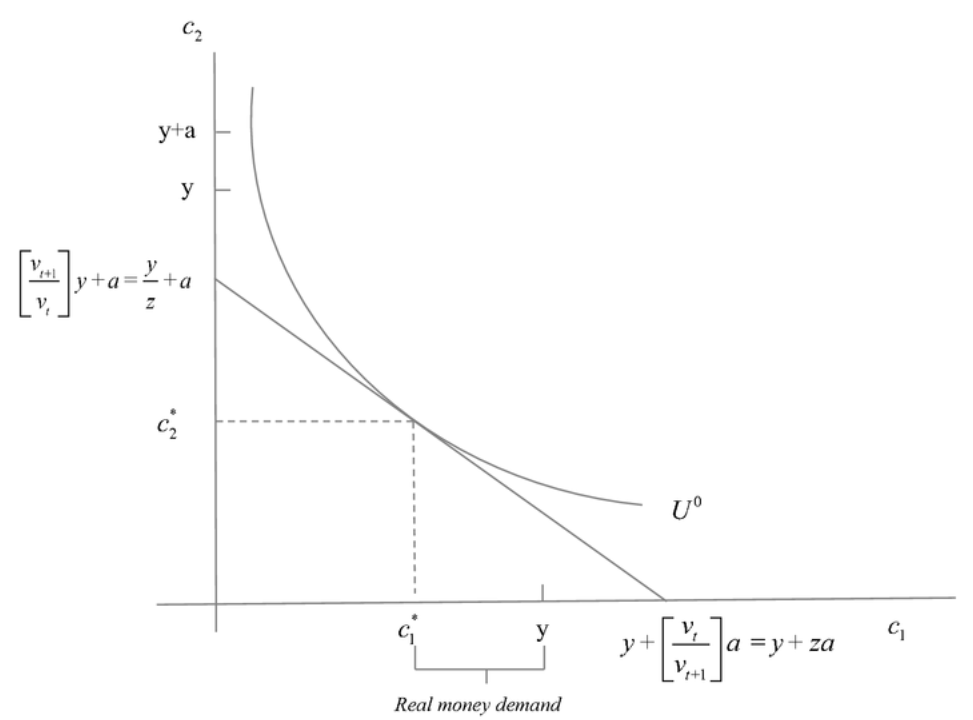 c₂
y+a
y
[v_{t+1}/v_t] y + a = y/z + a
c₂*
U⁰
c₁*
y
y + [v_t/v_{t+1}] a = y + za
c₁
Real money demand